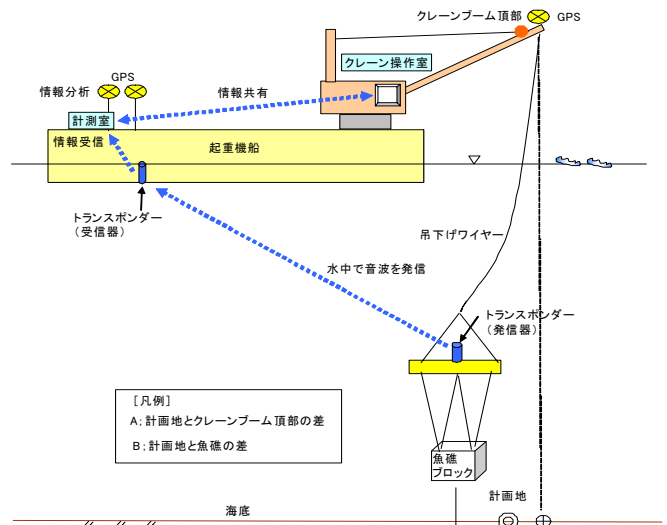 クレーンブーム頂部
GPS
クレーン操作室
GPS
情報分析
情報共有
計測室
情報受信
起重機船
トランスポンダー
(受信器)
吊下げワイヤー
水中で音波を発信
トランスポンダー
(発信器)
[凡例]
A;計画地とクレーンブーム頂部の差
B;計画地と魚礁の差
魚礁
ブロック
計画地
海底